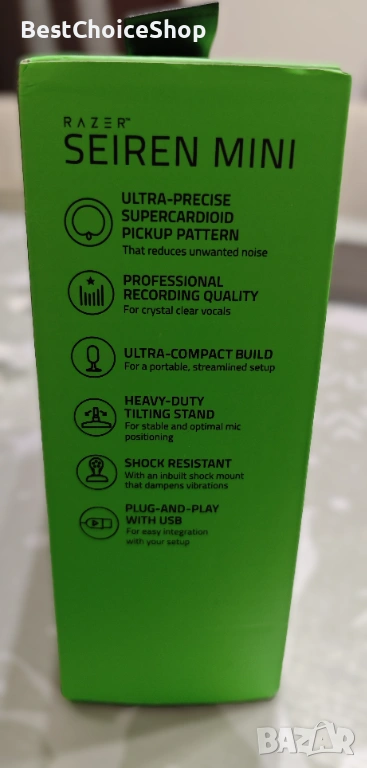 BestChoiceShop
RAZER™
SEIREN MINI
ULTRA-PRECISE
SUPERCARDIOID
PICKUP PATTERN
That reduces unwanted noise
PROFESSIONAL
RECORDING QUALITY
For crystal clear vocals
ULTRA-COMPACT BUILD
For a portable, streamlined setup
HEAVY-DUTY
TILTING STAND
For stable and optimal mic
positioning
SHOCK RESISTANT
With an inbuilt shock mount
that dampens vibrations
PLUG-AND-PLAY
WITH USB
For easy integration
with your setup
BAZAR